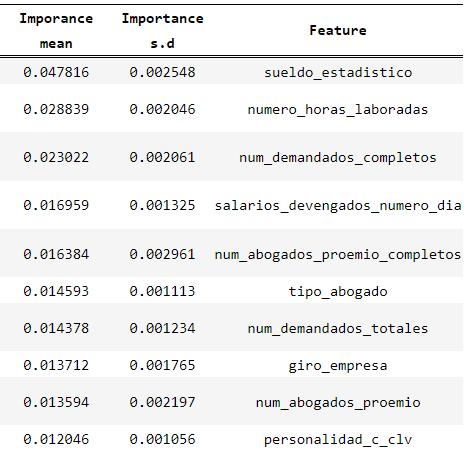 Imporance Importance Feature
mean s.d
0.047816 0.002548 sueldo_estadistico
0.028839 0.002046 numero_horas_laboradas
0.023022 0.002061 num_demandados_completos
0.016959 0.001325 salarios_devengados_numero_dia
0.016384 0.002961 num_abogados_proemio_completos
0.014593 0.001113 tipo_abogado
0.014378 0.001234 num_demandados_totales
0.013712 0.001765 giro_empresa
0.013594 0.002197 num_abogados_proemio
0.012046 0.001056 personalidad_c_clv